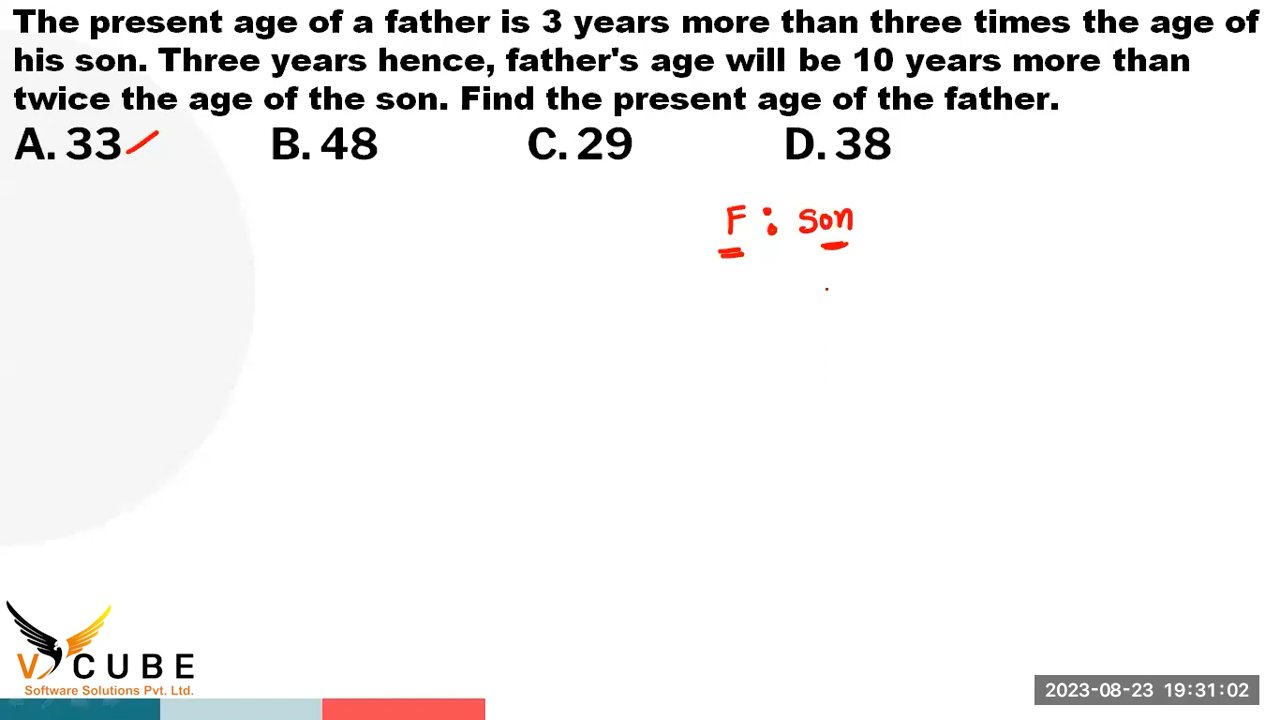 The present age of a father is 3 years more than three times the age of
his son. Three years hence, father's age will be 10 years more than
twice the age of the son. Find the present age of the father.
A. 33 B. 48 C. 29 D. 38
F : son
V CUBE
Software Solutions Pvt. Ltd.
2023-08-23 19:31:02